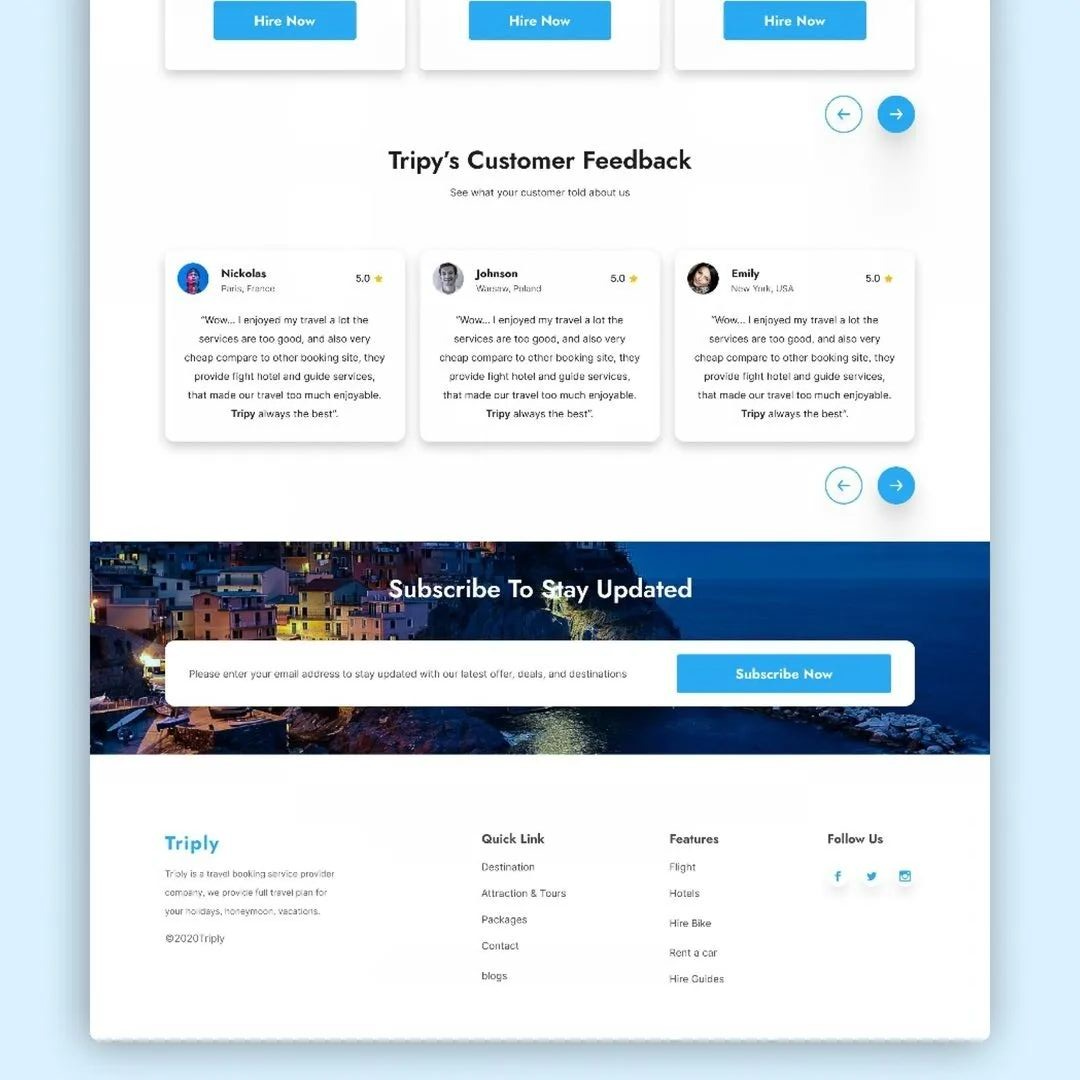 Hire Now
Hire Now
Hire Now
Tripy's Customer Feedback
See what your customer told about us
Nickolas
Paris, France
5.0
"Wow... I enjoyed my travel a lot the
services are too good, and also very
cheap compare to other booking site, they
provide fight hotel and guide services,
that made our travel too much enjoyable.
Tripy always the best".
Johnson
Warsaw, Poland
5.0
"Wow... I enjoyed my travel a lot the
services are too good, and also very
cheap compare to other booking site, they
provide fight hotel and guide services,
that made our travel too much enjoyable.
Tripy always the best".
Emily
New York, USA
5.0
"Wow... I enjoyed my travel a lot the
services are too good, and also very
cheap compare to other booking site, they
provide fight hotel and guide services,
that made our travel too much enjoyable.
Tripy always the best".
Subscribe To Stay Updated
Please enter your email address to stay updated with our latest offer, deals, and destinations
Subscribe Now
Triply
Triply is a travel booking service provider
company, we provide full travel plan for
your holidays, honeymoon, vacations.
©2020Triply
Quick Link
Destination
Attraction & Tours
Packages
Contact
blogs
Features
Flight
Hotels
Hire Bike
Rent a car
Hire Guides
Follow Us